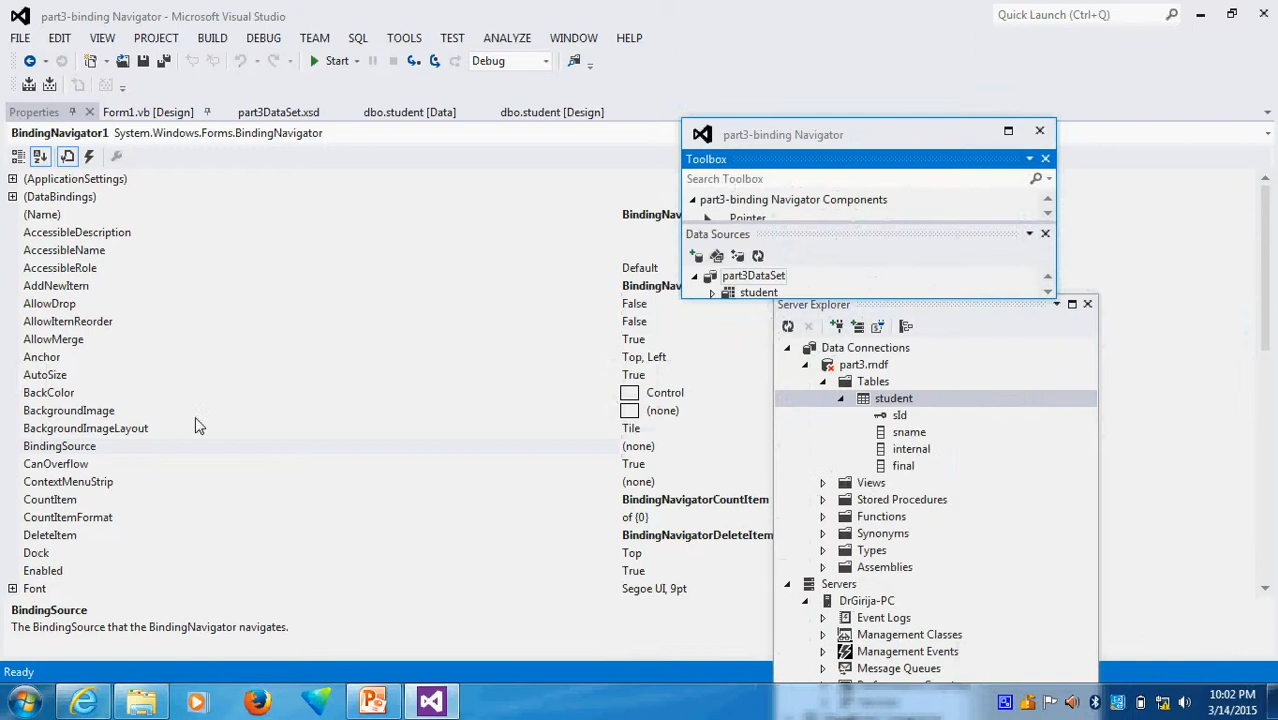 part3-binding Navigator - Microsoft Visual Studio
Quick Launch (Ctrl+Q)
FILE EDIT VIEW PROJECT BUILD DEBUG TEAM SQL TOOLS TEST ANALYZE WINDOW HELP
Start Debug
Properties Form1.vb [Design] part3DataSet.xsd dbo.student [Data] dbo.student [Design]
BindingNavigator1 System.Windows.Forms.BindingNavigator
(ApplicationSettings)
(DataBindings)
(Name) BindingNav
AccessibleDescription
AccessibleName
AccessibleRole Default
AddNewItem BindingNav
AllowDrop False
AllowItemReorder False
AllowMerge True
Anchor Top, Left
AutoSize True
BackColor Control
BackgroundImage (none)
BackgroundImageLayout Tile
BindingSource (none)
CanOverflow True
ContextMenuStrip (none)
CountItem BindingNavigatorCountItem
CountItemFormat of {0}
DeleteItem BindingNavigatorDeleteItem
Dock Top
Enabled True
Font Segoe UI, 9pt
BindingSource
The BindingSource that the BindingNavigator navigates.
part3-binding Navigator
Toolbox
Search Toolbox
part3-binding Navigator Components
Pointer
Data Sources
part3DataSet
student
Server Explorer
Data Connections
part3.mdf
Tables
student
sId
sname
internal
final
Views
Stored Procedures
Functions
Synonyms
Types
Assemblies
Servers
DrGirija-PC
Event Logs
Management Classes
Management Events
Message Queues
Ready
10:02 PM
3/14/2015